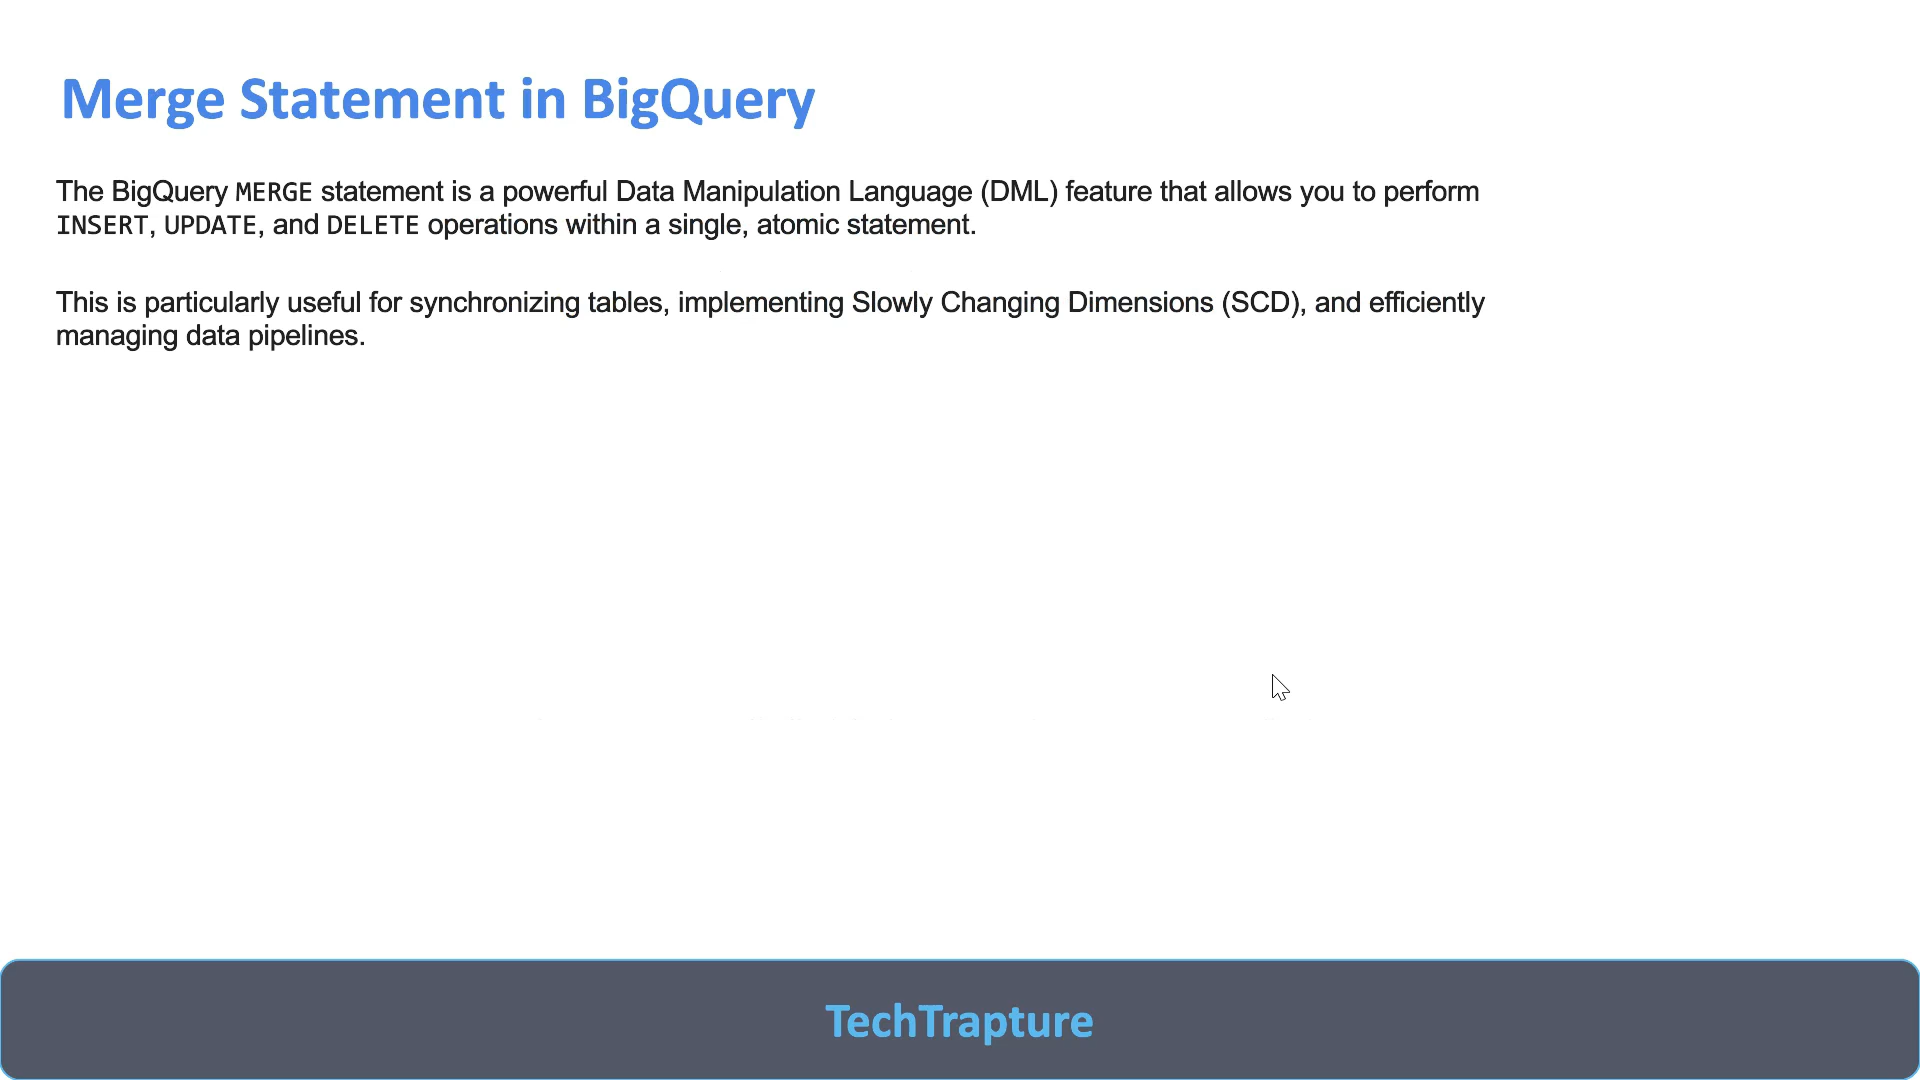 Merge Statement in BigQuery
The BigQuery MERGE statement is a powerful Data Manipulation Language (DML) feature that allows you to perform
INSERT, UPDATE, and DELETE operations within a single, atomic statement.
This is particularly useful for synchronizing tables, implementing Slowly Changing Dimensions (SCD), and efficiently
managing data pipelines.
TechTrapture